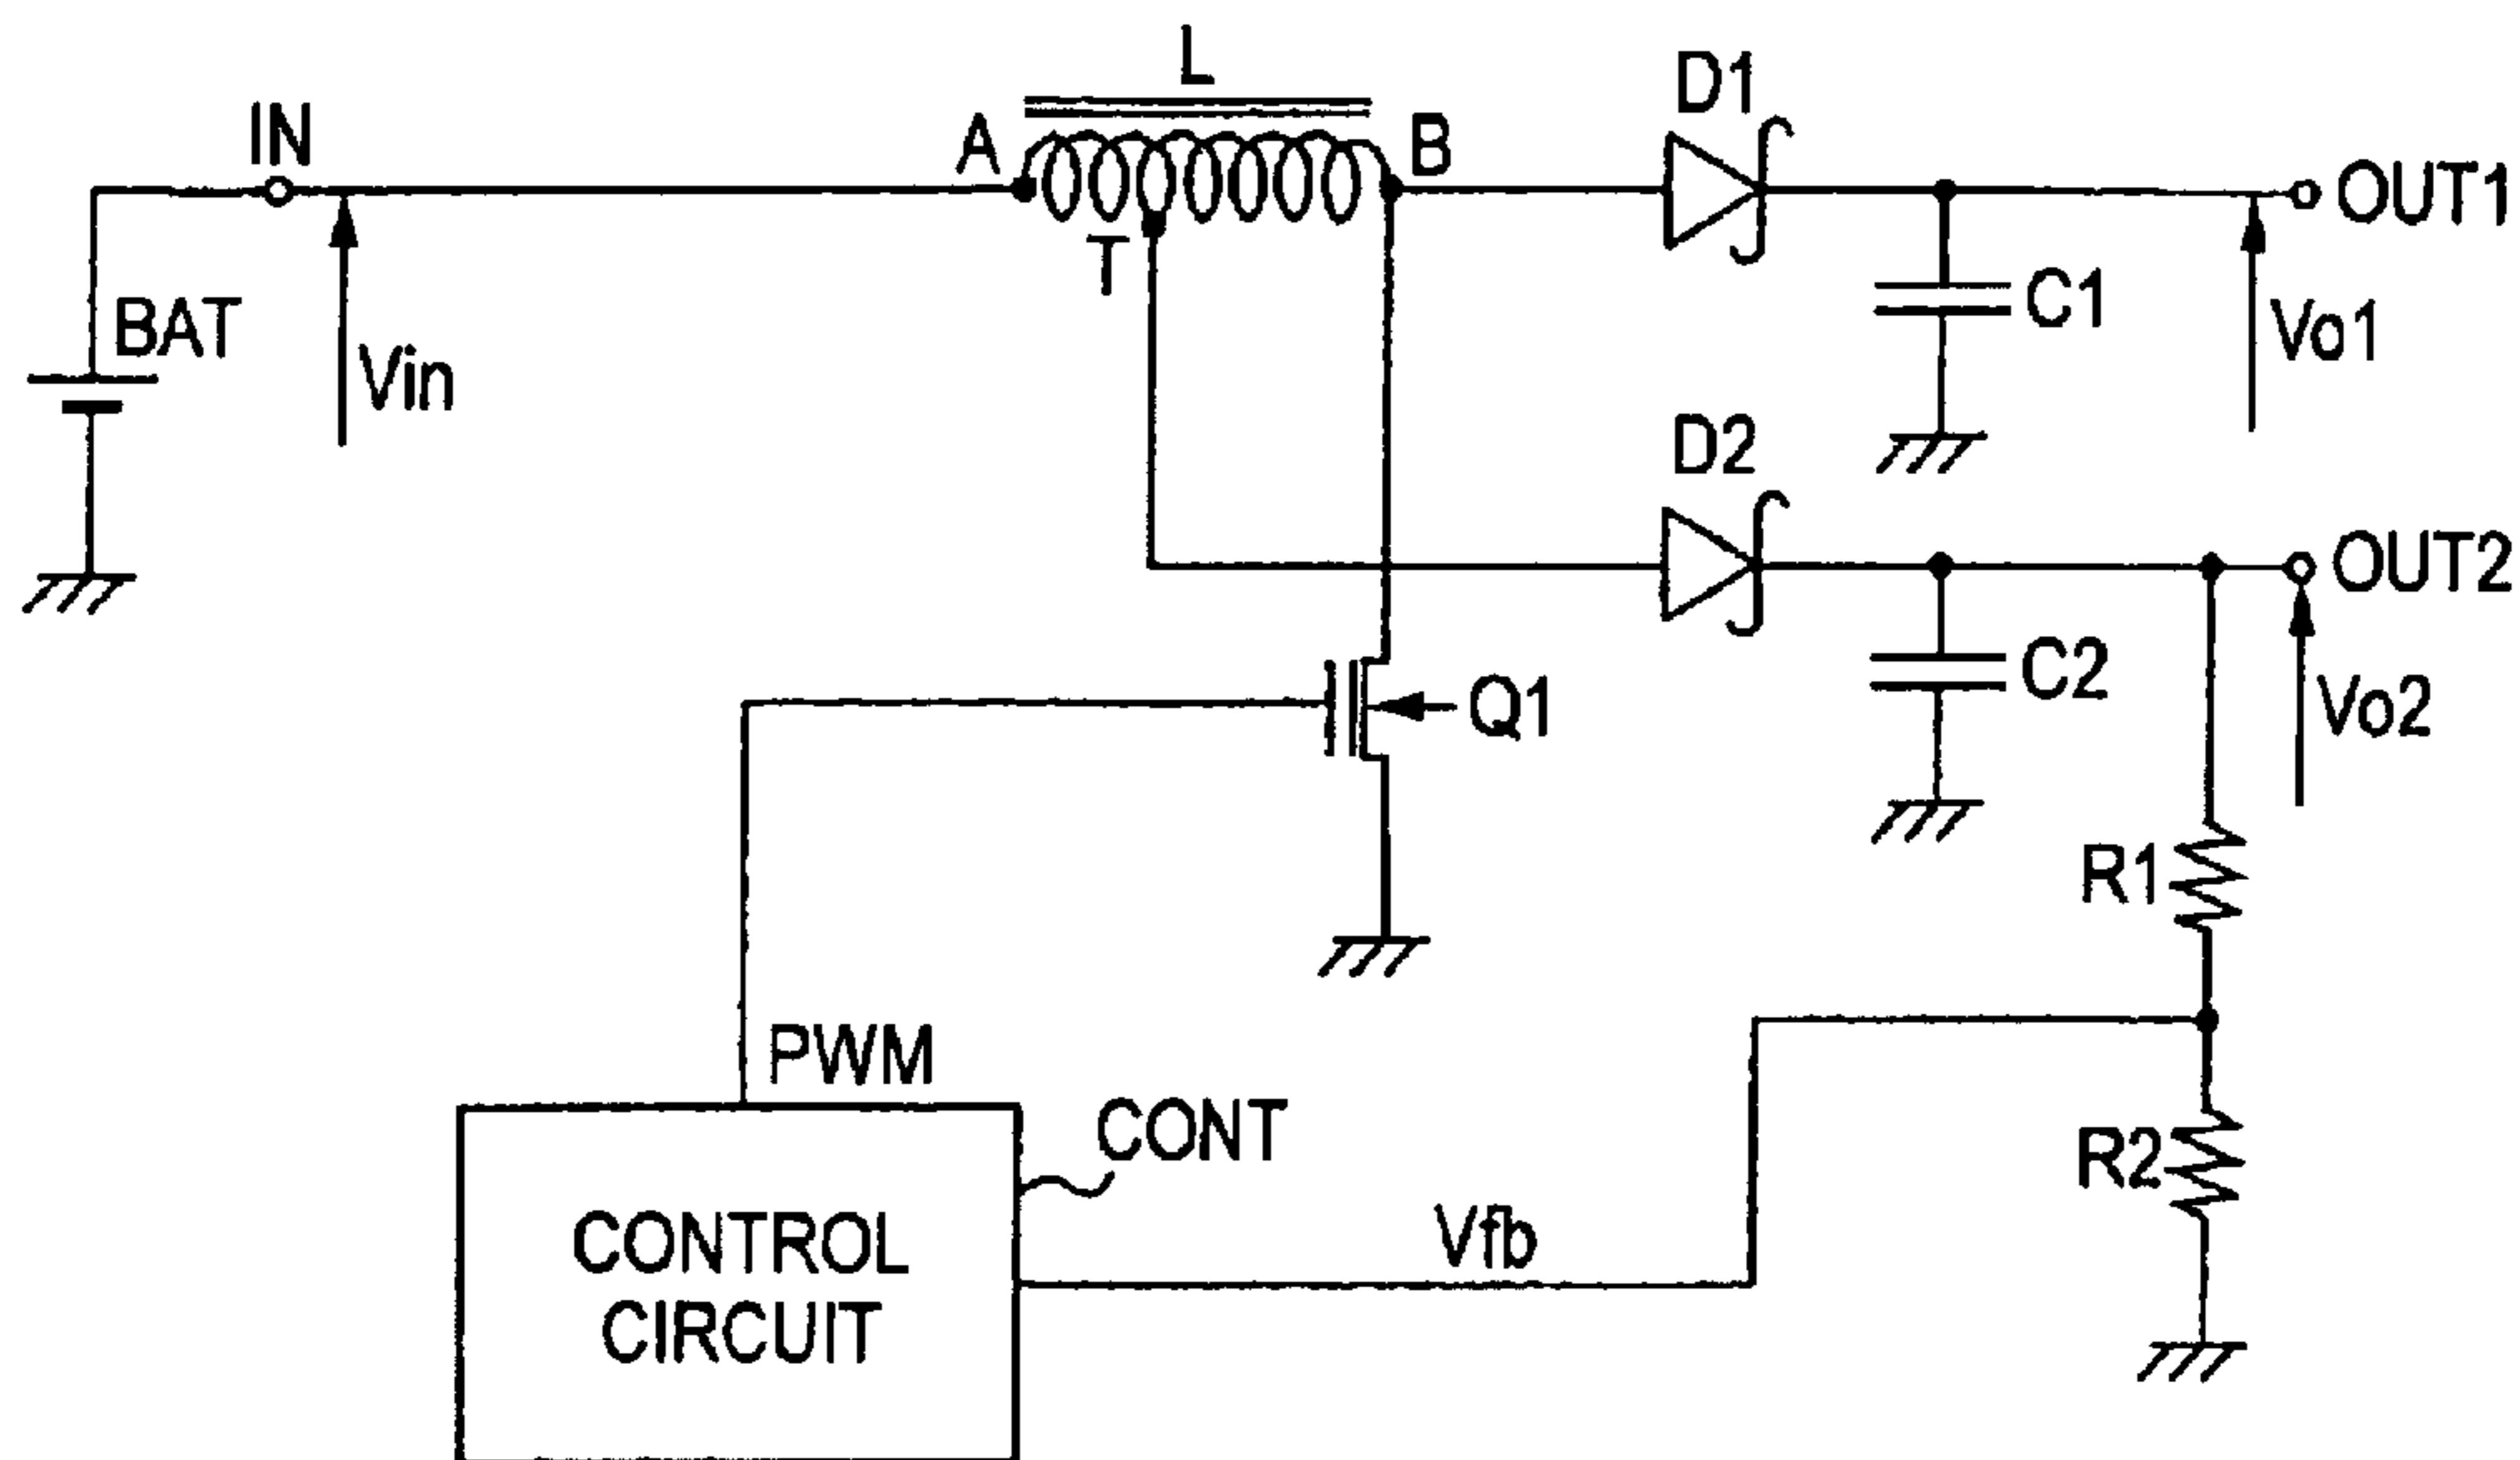 L
D1
IN
A
B
OUT1
T
BAT
C1
Vin
Vo1
D2
OUT2
C2
Q1
Vo2
R1
PWM
CONT
R2
CONTROL
CIRCUIT
Vfb